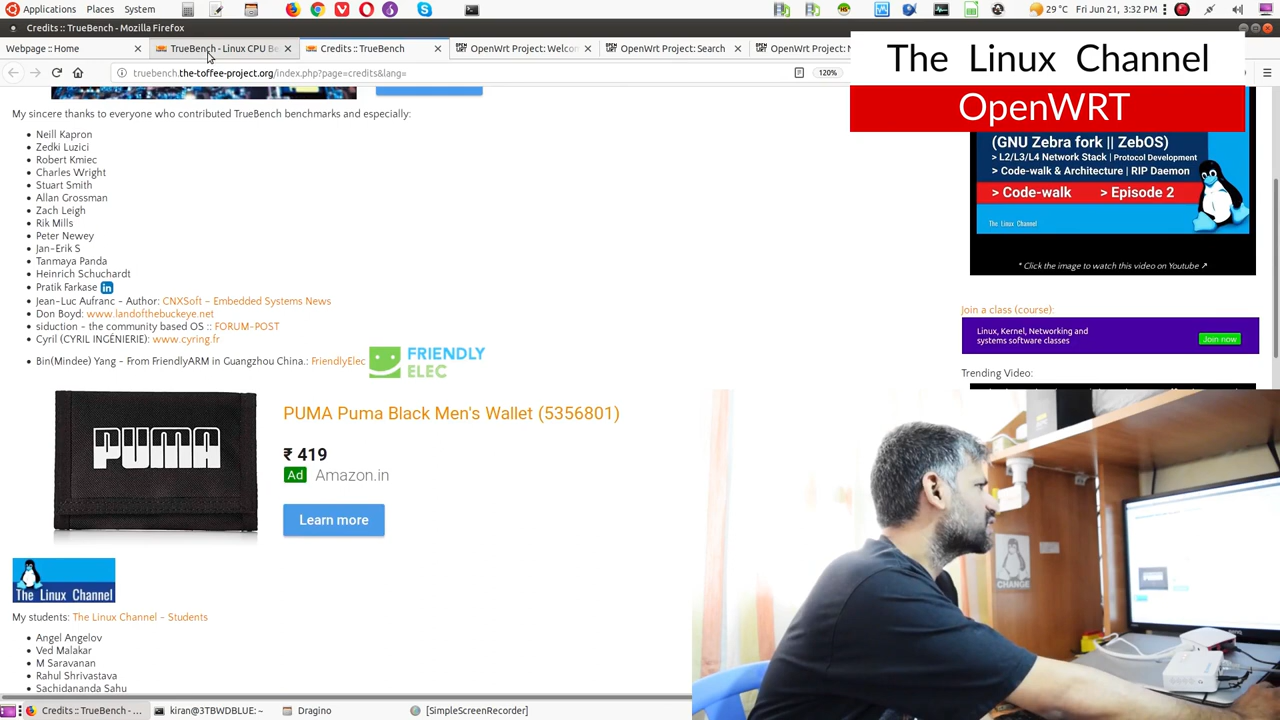 Applications Places System
29 °C Fri Jun 21, 3:32 PM
Credits :: TrueBench - Mozilla Firefox
Webpage :: Home
TrueBench - Linux CPU Be
Credits :: TrueBench
OpenWrt Project: Welcon
OpenWrt Project: Search
OpenWrt Project:
truebench.the-toffee-project.org/index.php?page=credits&lang=
120%
The Linux Channel
OpenWRT
My sincere thanks to everyone who contributed TrueBench benchmarks and especially:
• Neill Kapron
• Zedki Luzici
• Robert Kmiec
• Charles Wright
• Stuart Smith
• Allan Grossman
• Zach Leigh
• Rik Mills
• Peter Newey
• Jan-Erik S
• Tanmaya Panda
• Heinrich Schuchardt
• Pratik Farkase in
• Jean-Luc Aufranc - Author: CNXSoft - Embedded Systems News
• Don Boyd: www.landofthebuckeye.net
• siduction - the community based OS :: FORUM-POST
• Cyril (CYRIL INGÉNIERIE): www.cyring.fr
• Bin(Mindee) Yang - From FriendlyARM in Guangzhou China.: FriendlyElec
FRIENDLY
ELEC
PUMA
PUMA Puma Black Men's Wallet (5356801)
₹ 419
Ad Amazon.in
Learn more
The Linux Channel
My students: The Linux Channel - Students
• Angel Angelov
• Ved Malakar
• M Saravanan
• Rahul Shrivastava
• Sachidananda Sahu
(GNU Zebra fork || ZebOS)
> L2/L3/L4 Network Stack | Protocol Development
> Code-walk & Architecture | RIP Daemon
> Code-walk > Episode 2
The Linux Channel
* Click the image to watch this video on Youtube ↗
Join a class (course):
Linux, Kernel, Networking and
systems software classes
Join now
Trending Video:
CHANGE
Credits :: TrueBench - ...
kiran@3TBWDBLUE: ~
Dragino
[SimpleScreenRecorder]